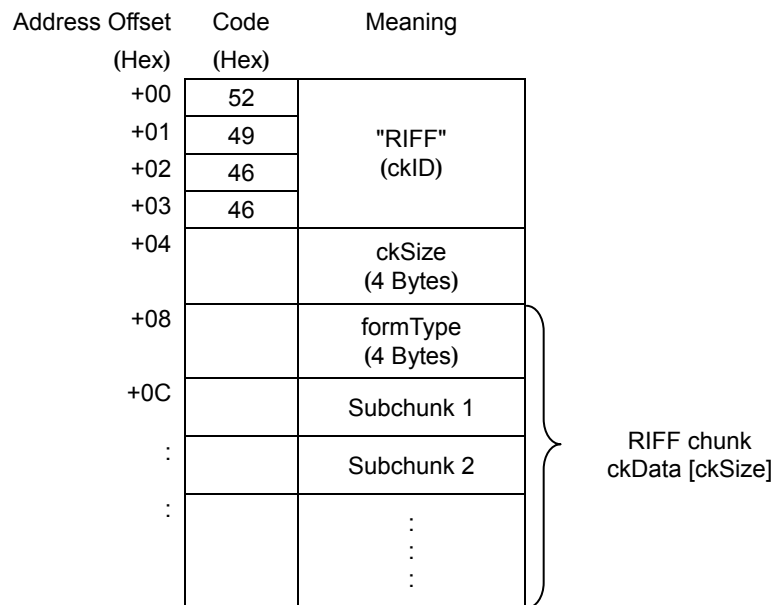 Address Offset Code Meaning
(Hex) (Hex)
+00 52
+01 49 "RIFF"
+02 46 (ckID)
+03 46
+04 ckSize
(4 Bytes)
+08 formType
(4 Bytes)
+0C Subchunk 1
: Subchunk 2
RIFF chunk
ckData [ckSize]
: :
:
: